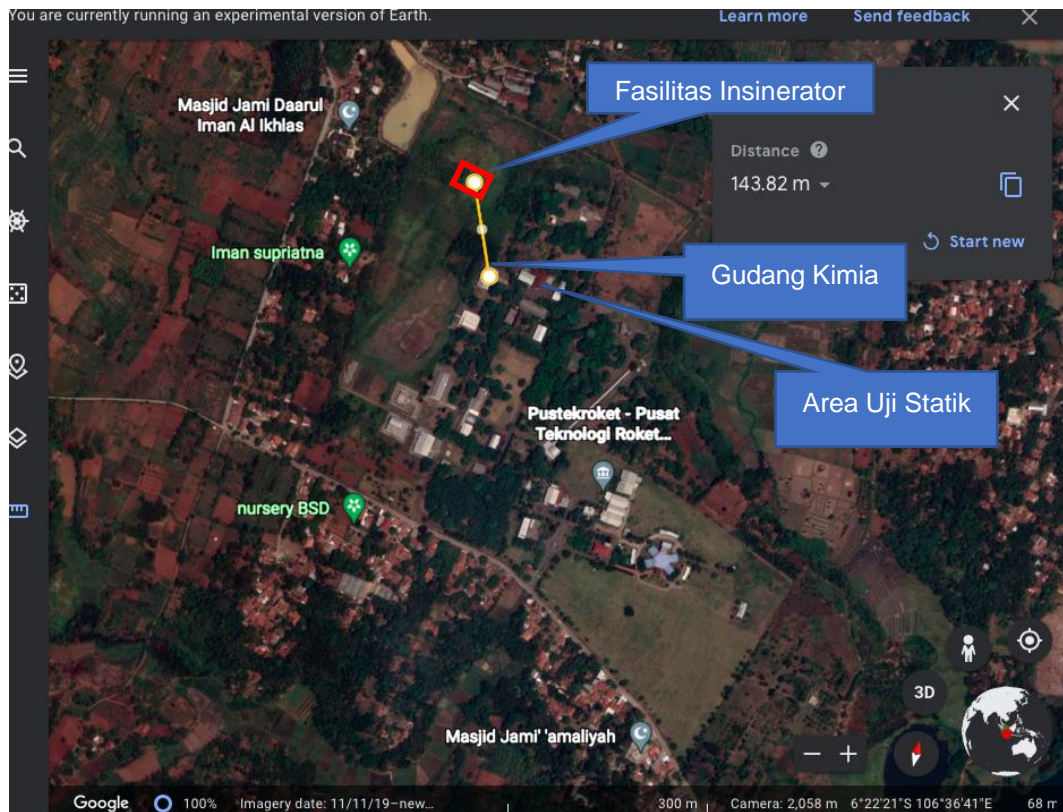 You are currently running an experimental version of Earth.
Learn more
Send feedback
Fasilitas Insinerator
Masjid Jami Daarul
Iman Al Ikhlas
Distance
143.82 m
Start new
Iman supriatna
Gudang Kimia
Area Uji Statik
Pustekroket - Pusat
Teknologi Roket...
nursery BSD
3D
Masjid Jami' 'amaliyah
Google
100%
Imagery date: 11/11/19–new...
300 m
Camera: 2,058 m
6°22'21"S 106°36'41"E
68 m